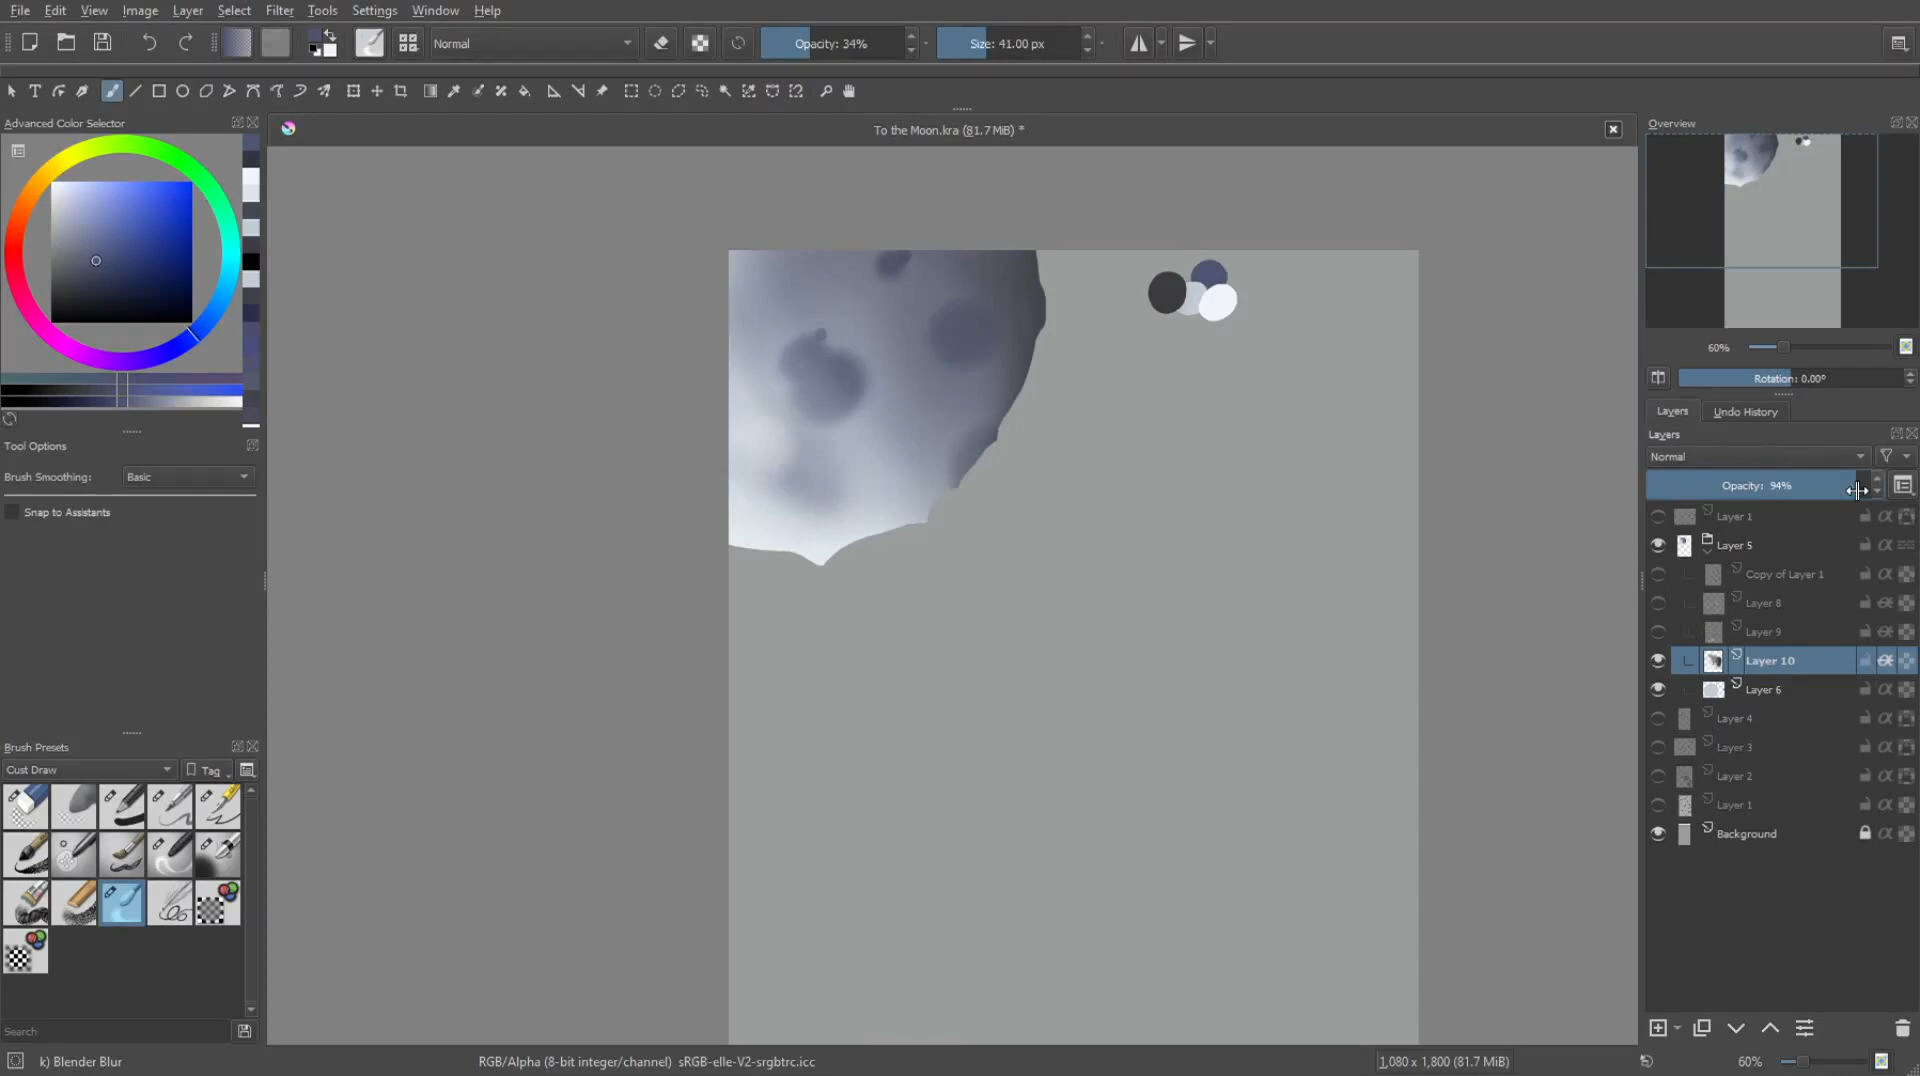 File Edit View Image Layer Select Filter Tools Settings Window Help
Normal Opacity: 34% Size: 41.00 px
Advanced Color Selector
To the Moon.kra (81.7 MiB) *
Overview
60%
Rotation: 0.00°
Layers Undo History
Layers
Normal
Opacity: 94%
Layer 1
Layer 5
Copy of Layer 1
Layer 8
Layer 9
Layer 10
Layer 6
Layer 4
Layer 3
Layer 2
Layer 1
Background
Tool Options
Brush Smoothing: Basic
Snap to Assistants
Brush Presets
Cust Draw Tag
Search
k) Blender Blur RGB/Alpha (8-bit integer/channel) sRGB-elle-V2-srgbtrc.icc 1,080 x 1,800 (81.7 MiB) 60%